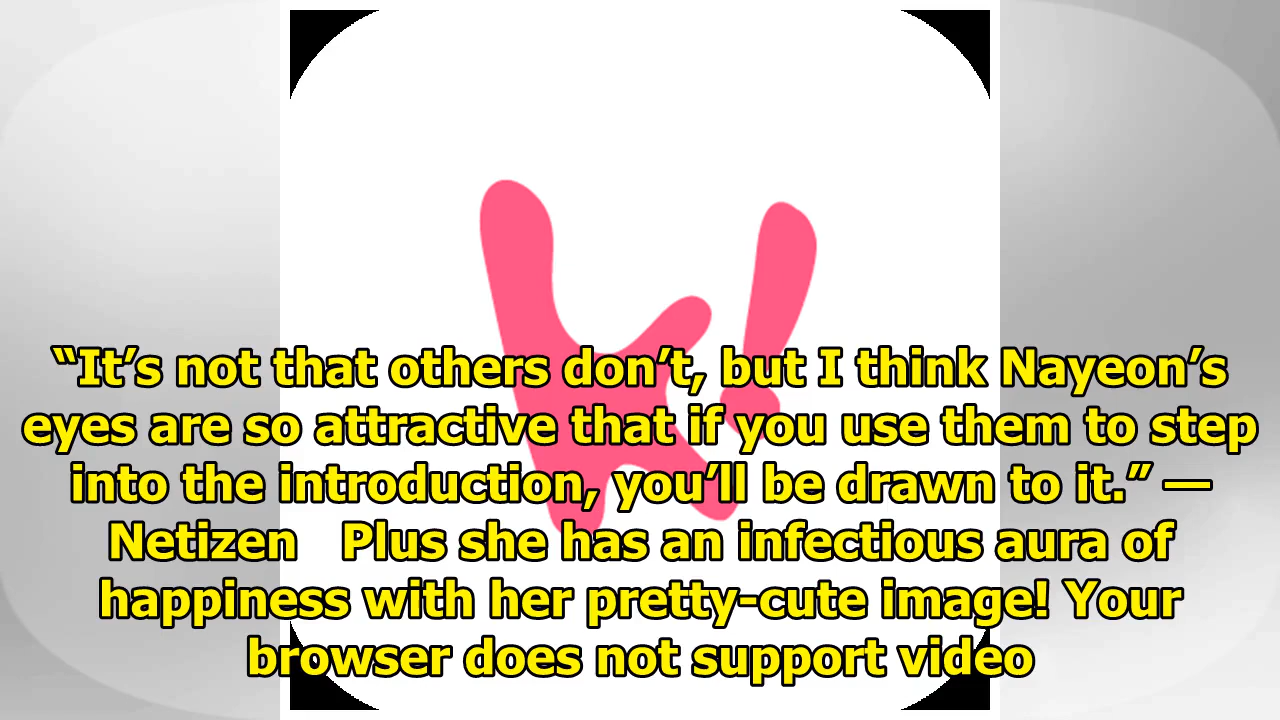 “It’s not that others don’t, but I think Nayeon’s
eyes are so attractive that if you use them to step
into the introduction, you’ll be drawn to it.” —
Netizen   Plus she has an infectious aura of
happiness with her pretty-cute image! Your
browser does not support video